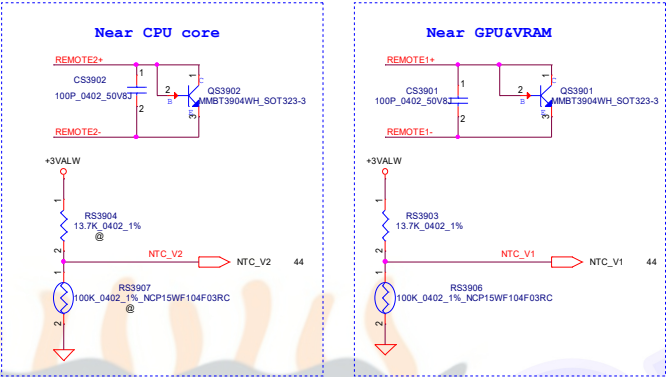 Near CPU core
REMOTE2+
CS3902
100P_0402_50V8J
1
2
1
C
2
B
E
3
QS3902
MMBT3904WH_SOT323-3
REMOTE2-
+3VALW
1
RS3904
13.7K_0402_1%
@
2
NTC_V2
NTC_V2 44
1
RS3907
100K_0402_1%_NCP15WF104F03RC
@
2
Near GPU&VRAM
REMOTE1+
CS3901
100P_0402_50V8J
1
2
1
C
2
B
E
3
QS3901
MMBT3904WH_SOT323-3
REMOTE1-
+3VALW
1
RS3903
13.7K_0402_1%
2
NTC_V1
NTC_V1 44
1
RS3906
100K_0402_1%_NCP15WF104F03RC
2